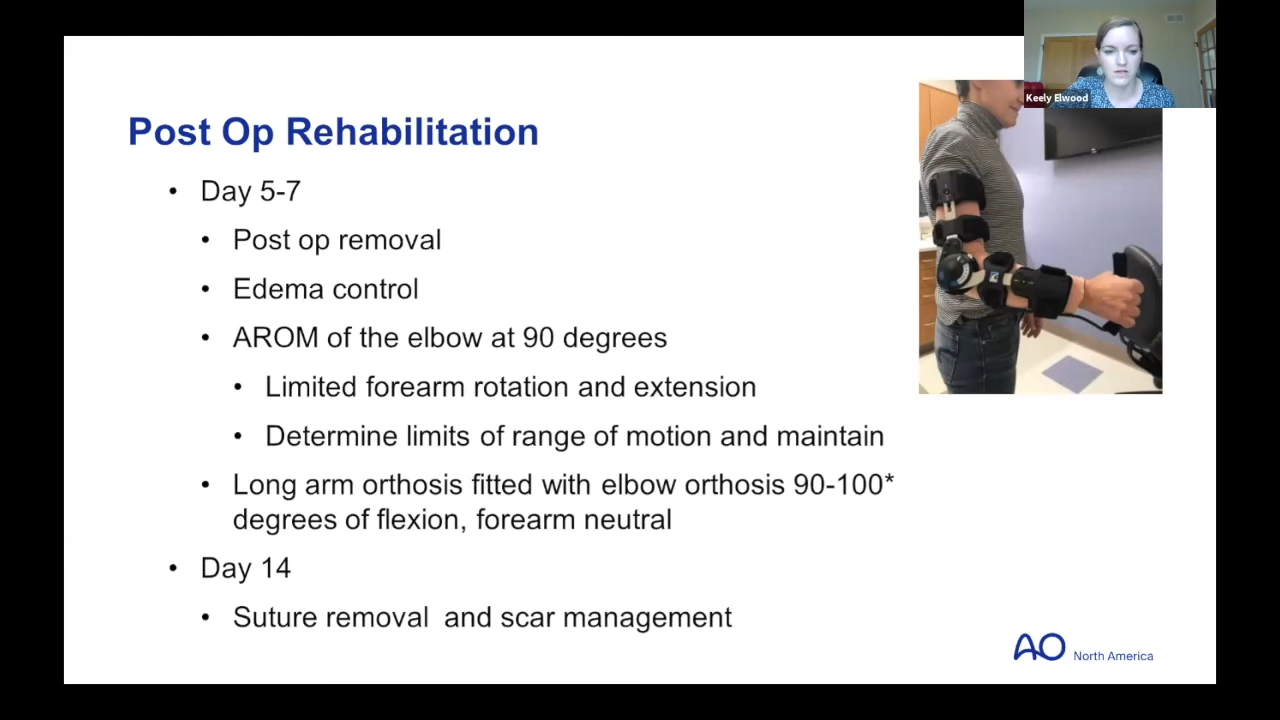 Keely Elwood
Post Op Rehabilitation
• Day 5-7
• Post op removal
• Edema control
• AROM of the elbow at 90 degrees
• Limited forearm rotation and extension
• Determine limits of range of motion and maintain
• Long arm orthosis fitted with elbow orthosis 90-100*
degrees of flexion, forearm neutral
• Day 14
• Suture removal and scar management
AO North America